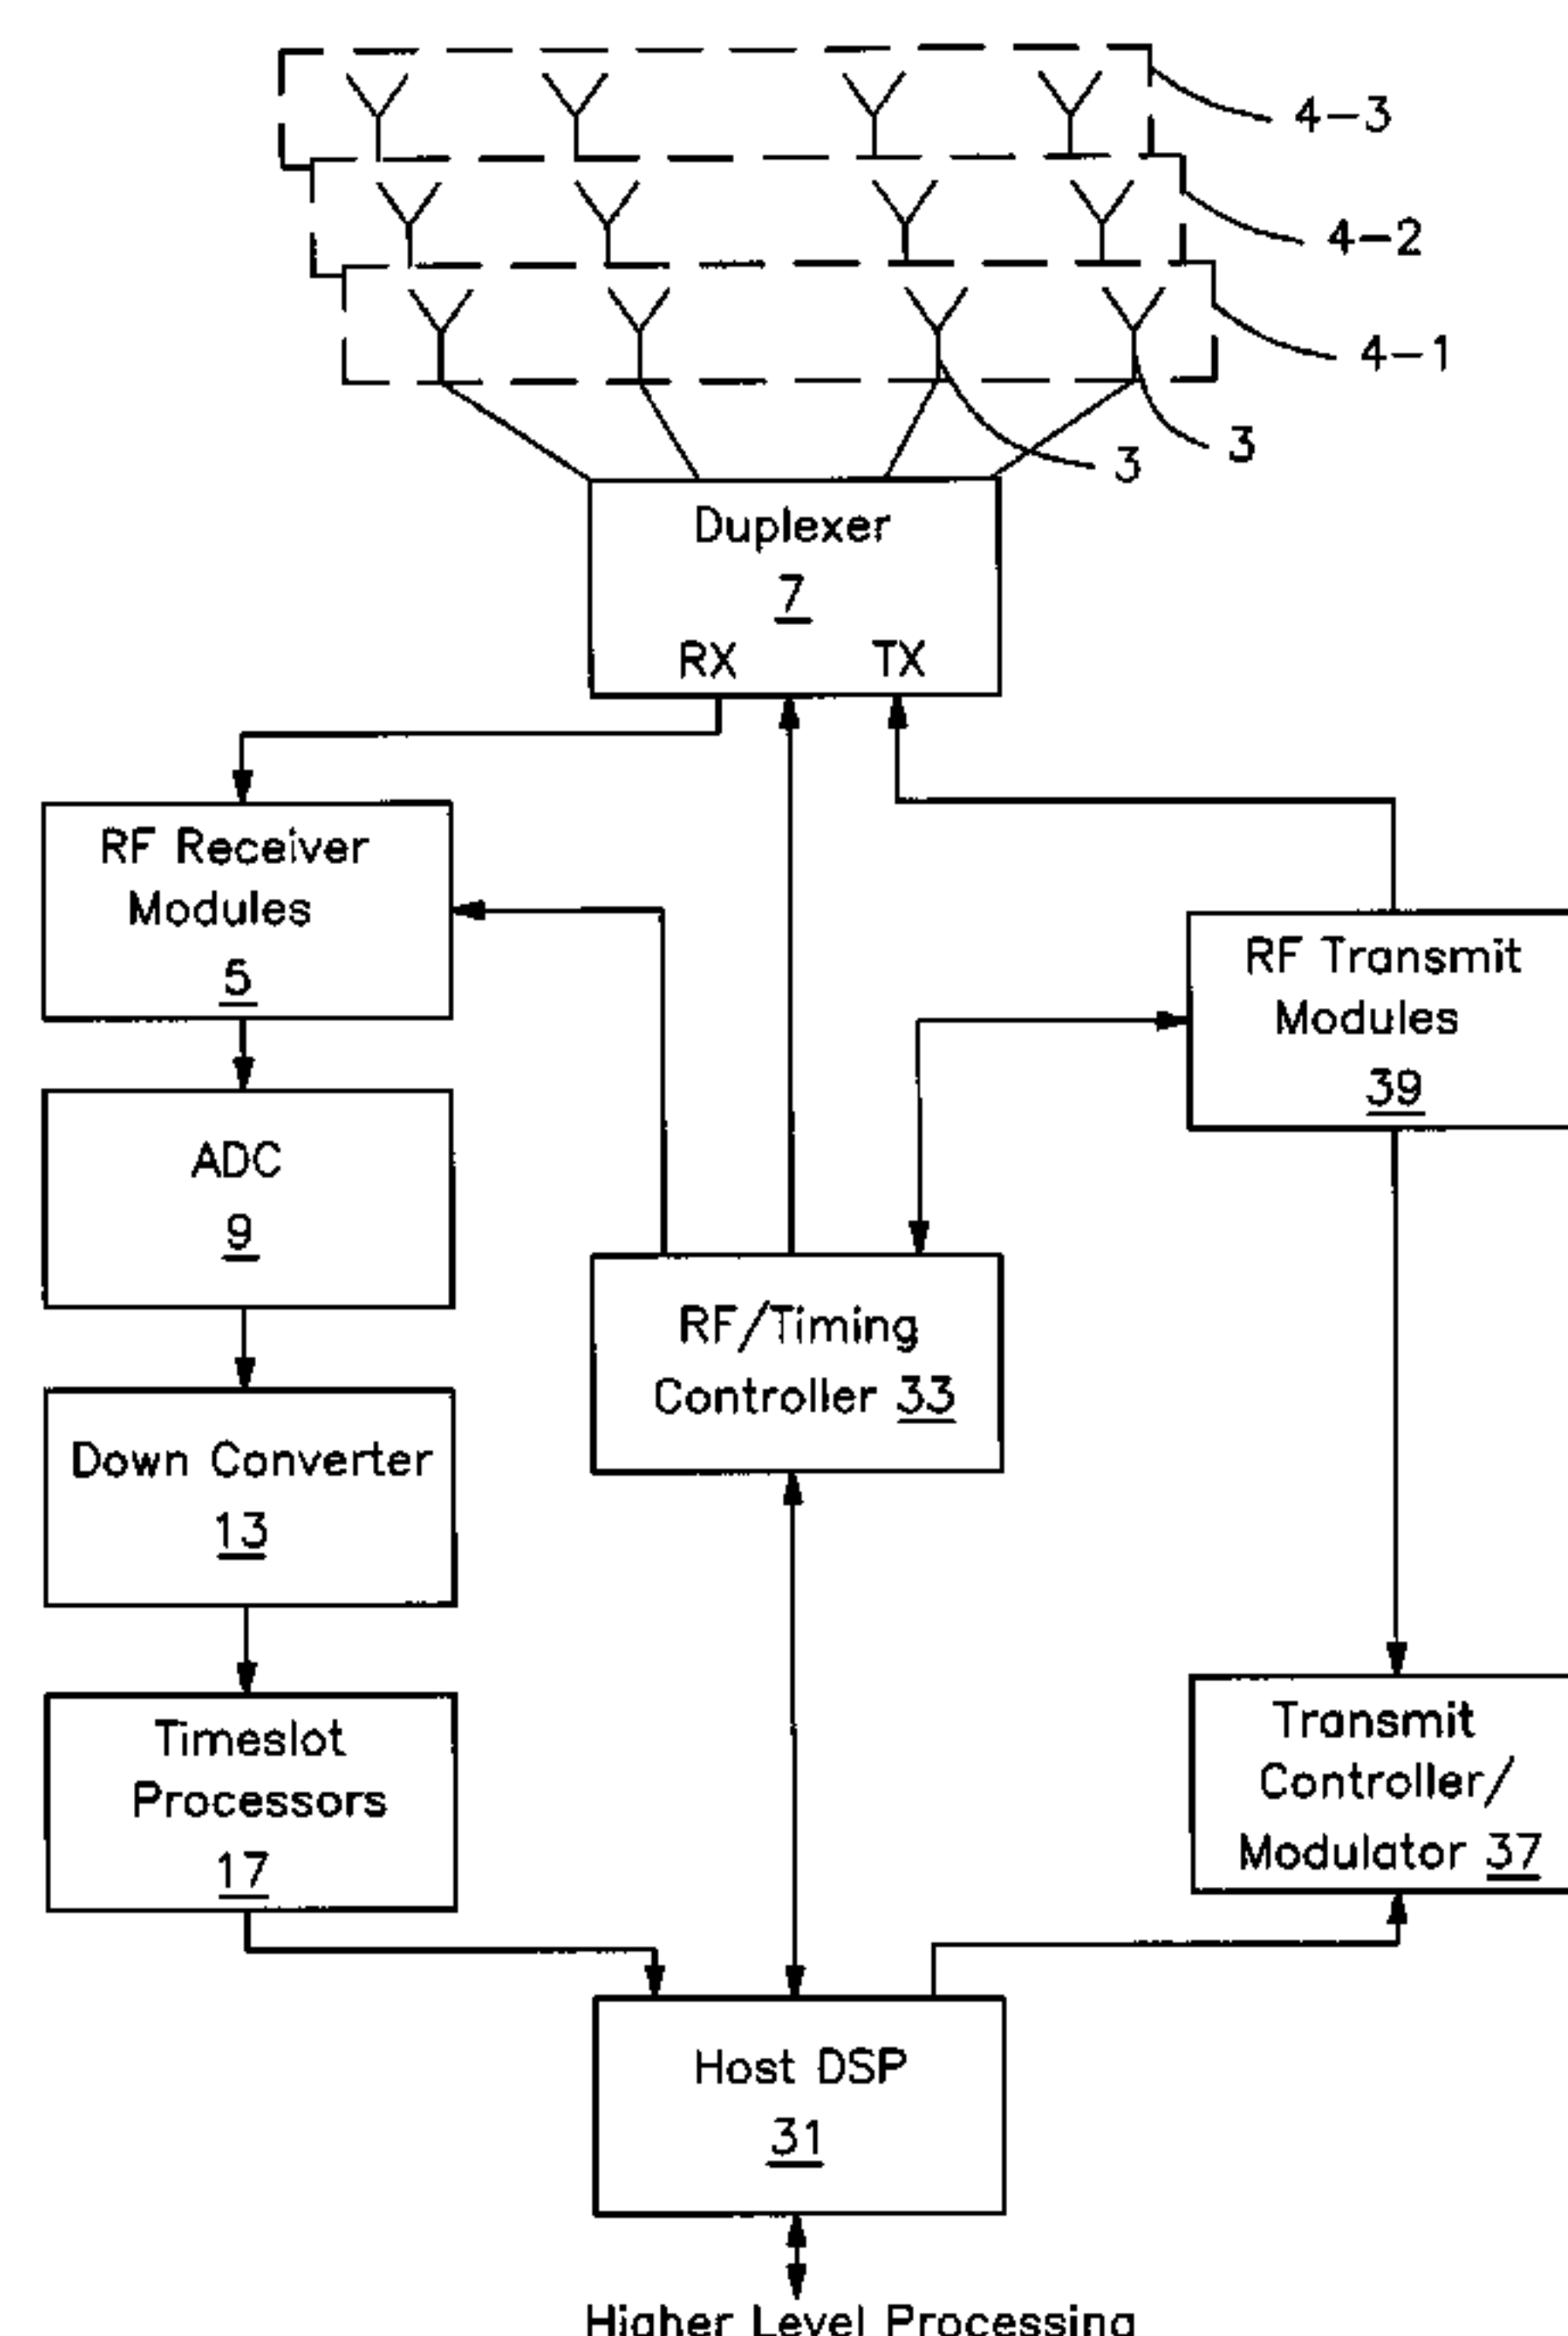 4-3
4-2
4-1
3
3
Duplexer
7
RX TX
RF Receiver
Modules
5
RF Transmit
Modules
39
ADC
9
RF/Timing
Controller 33
Down Converter
13
Timeslot
Processors
17
Transmit
Controller/
Modulator 37
Host DSP
31
Higher Level Processing